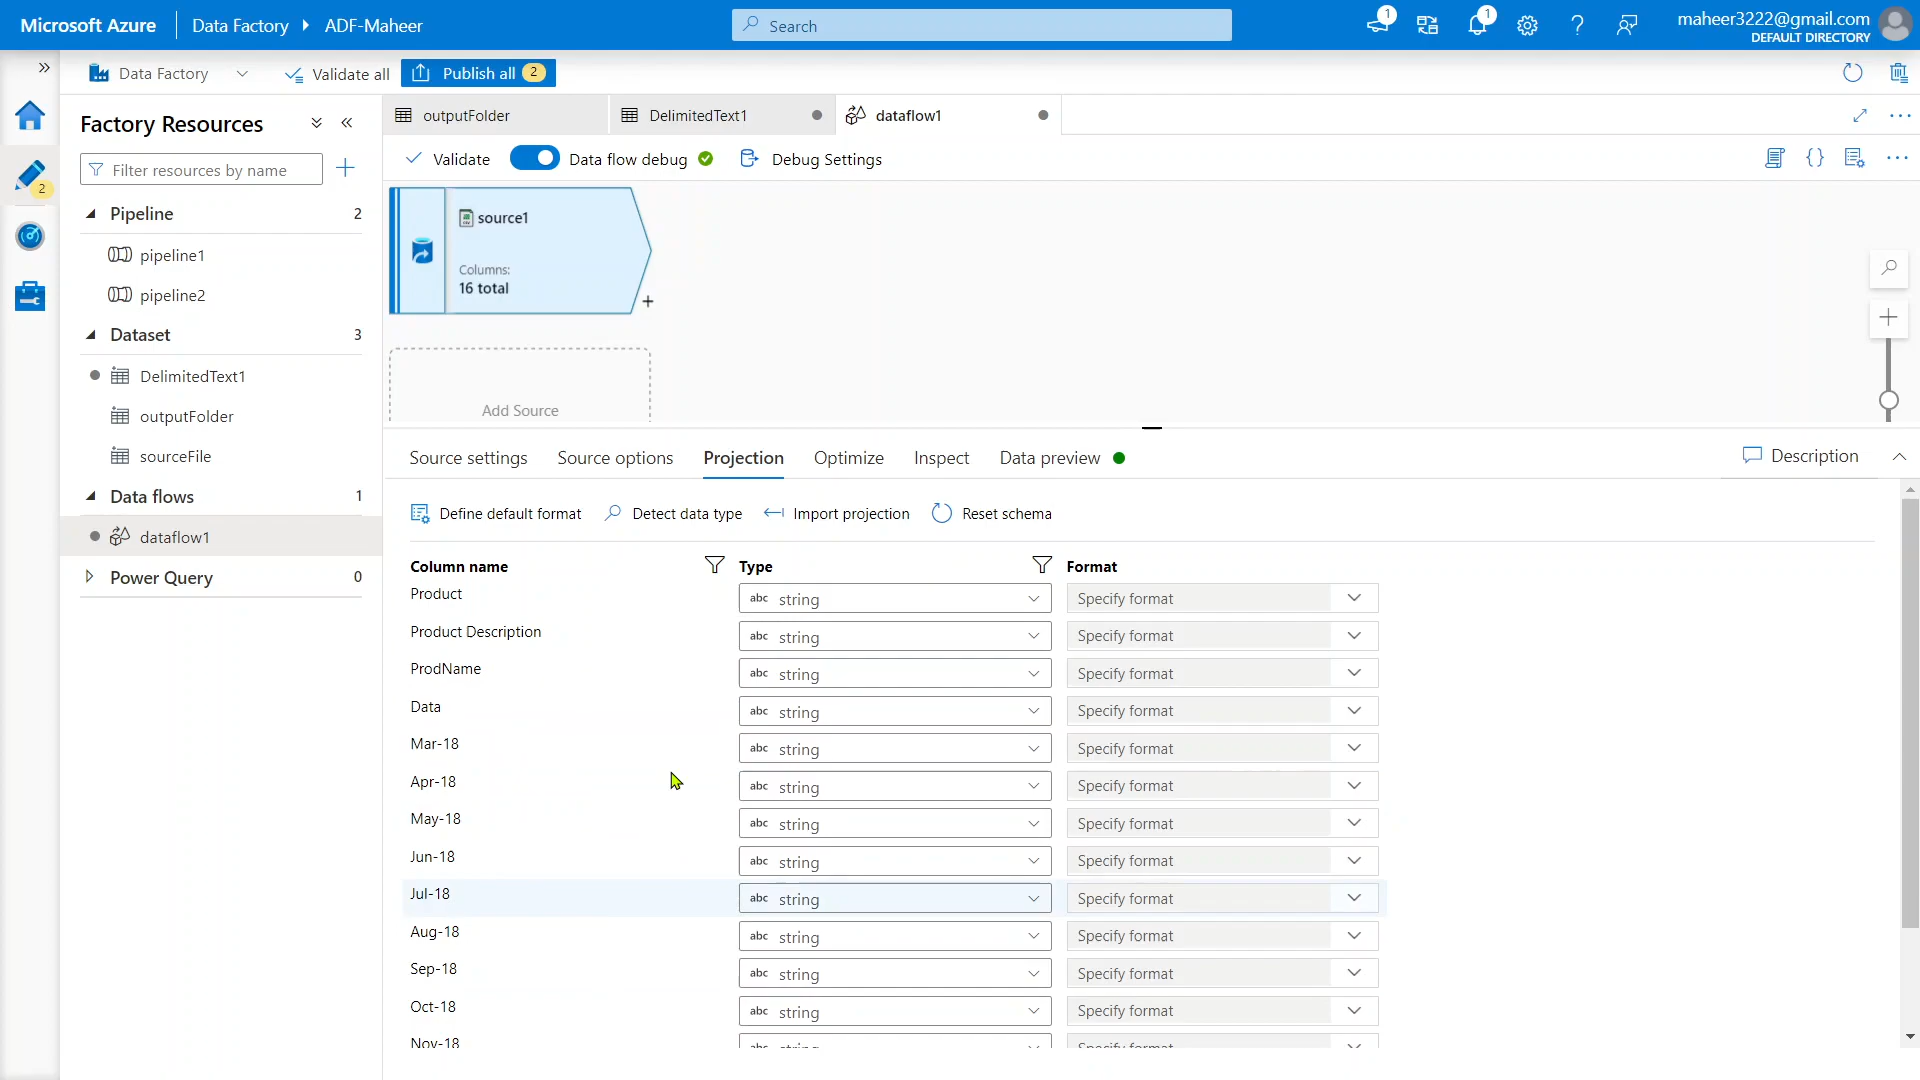 Microsoft Azure
Data Factory
ADF-Maheer
Search
1
1
maheer3222@gmail.com
DEFAULT DIRECTORY
Data Factory
Validate all
Publish all 2
Factory Resources
Filter resources by name
2
Pipeline 2
pipeline1
pipeline2
Dataset 3
DelimitedText1
outputFolder
sourceFile
Data flows 1
dataflow1
Power Query 0
outputFolder
DelimitedText1
dataflow1
Validate
Data flow debug
Debug Settings
source1
Columns:
16 total
Add Source
Source settings
Source options
Projection
Optimize
Inspect
Data preview
Description
Define default format
Detect data type
Import projection
Reset schema
Column name Type Format
Product abc string Specify format
Product Description abc string Specify format
ProdName abc string Specify format
Data abc string Specify format
Mar-18 abc string Specify format
Apr-18 abc string Specify format
May-18 abc string Specify format
Jun-18 abc string Specify format
Jul-18 abc string Specify format
Aug-18 abc string Specify format
Sep-18 abc string Specify format
Oct-18 abc string Specify format
Nov-18 abc string Specify format